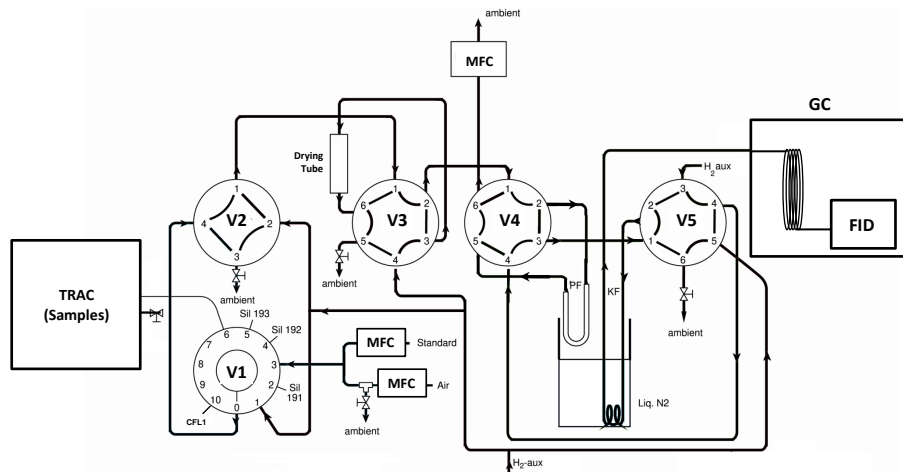 ambient
MFC
GC
Drying
Tube
H2aux
FID
1
4
2
3
V2
1
6
2
5
3
4
V3
1
6
2
5
3
4
V4
3
2
4
1
5
6
V5
ambient
ambient
ambient
PF
KF
TRAC
(Samples)
Sil 193
Sil 192
Sil
191
6
5
4
3
2
1
0
10
9
8
7
V1
CFL1
MFC
Standard
MFC
Air
ambient
Liq. N2
H2-aux